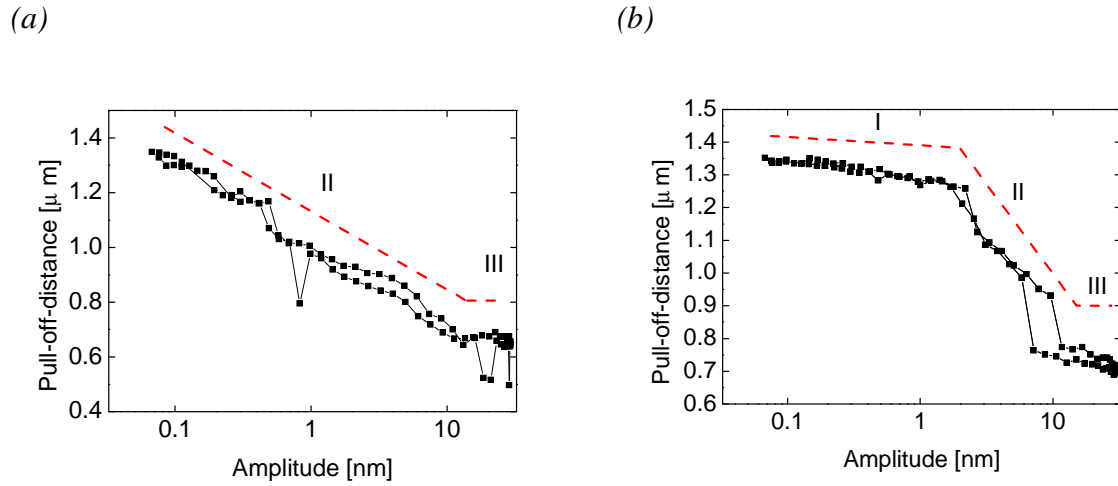 (a)
(b)
Pull-off-distance [μ m]
1.4
1.2
1.0
0.8
0.6
0.4
II
III
0.1
1
10
Amplitude [nm]
Pull-off-distance [μ m]
1.5
1.4
1.3
1.2
1.1
1.0
0.9
0.8
0.7
0.6
I
II
III
0.1
1
10
Amplitude [nm]